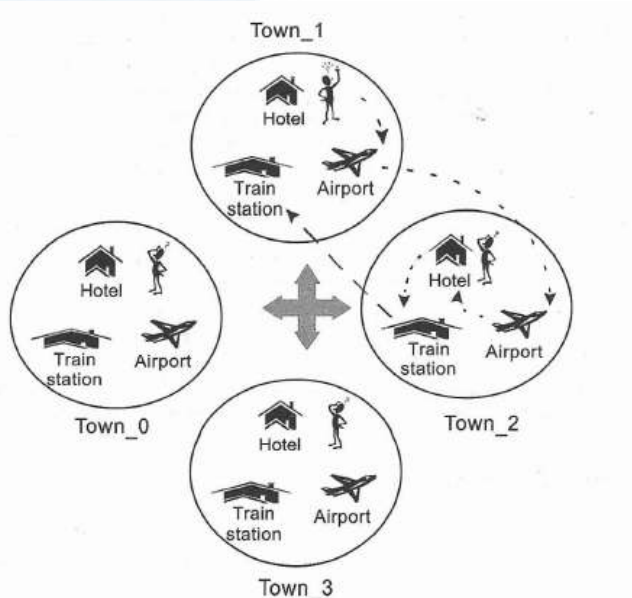 Town_1
Hotel
Train
station
Airport
Hotel
Train
station
Airport
Town_0
Hotel
Train
station
Airport
Town_2
Hotel
Train
station
Airport
Town_3